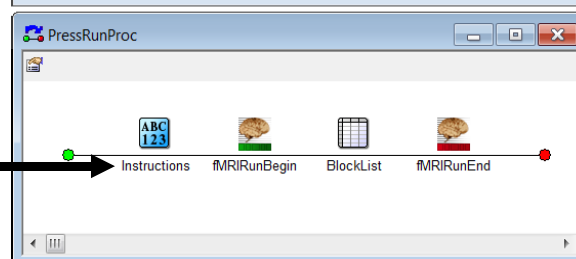 PressRunProc
ABC
123
Instructions fMRIRunBegin BlockList fMRIRunEnd